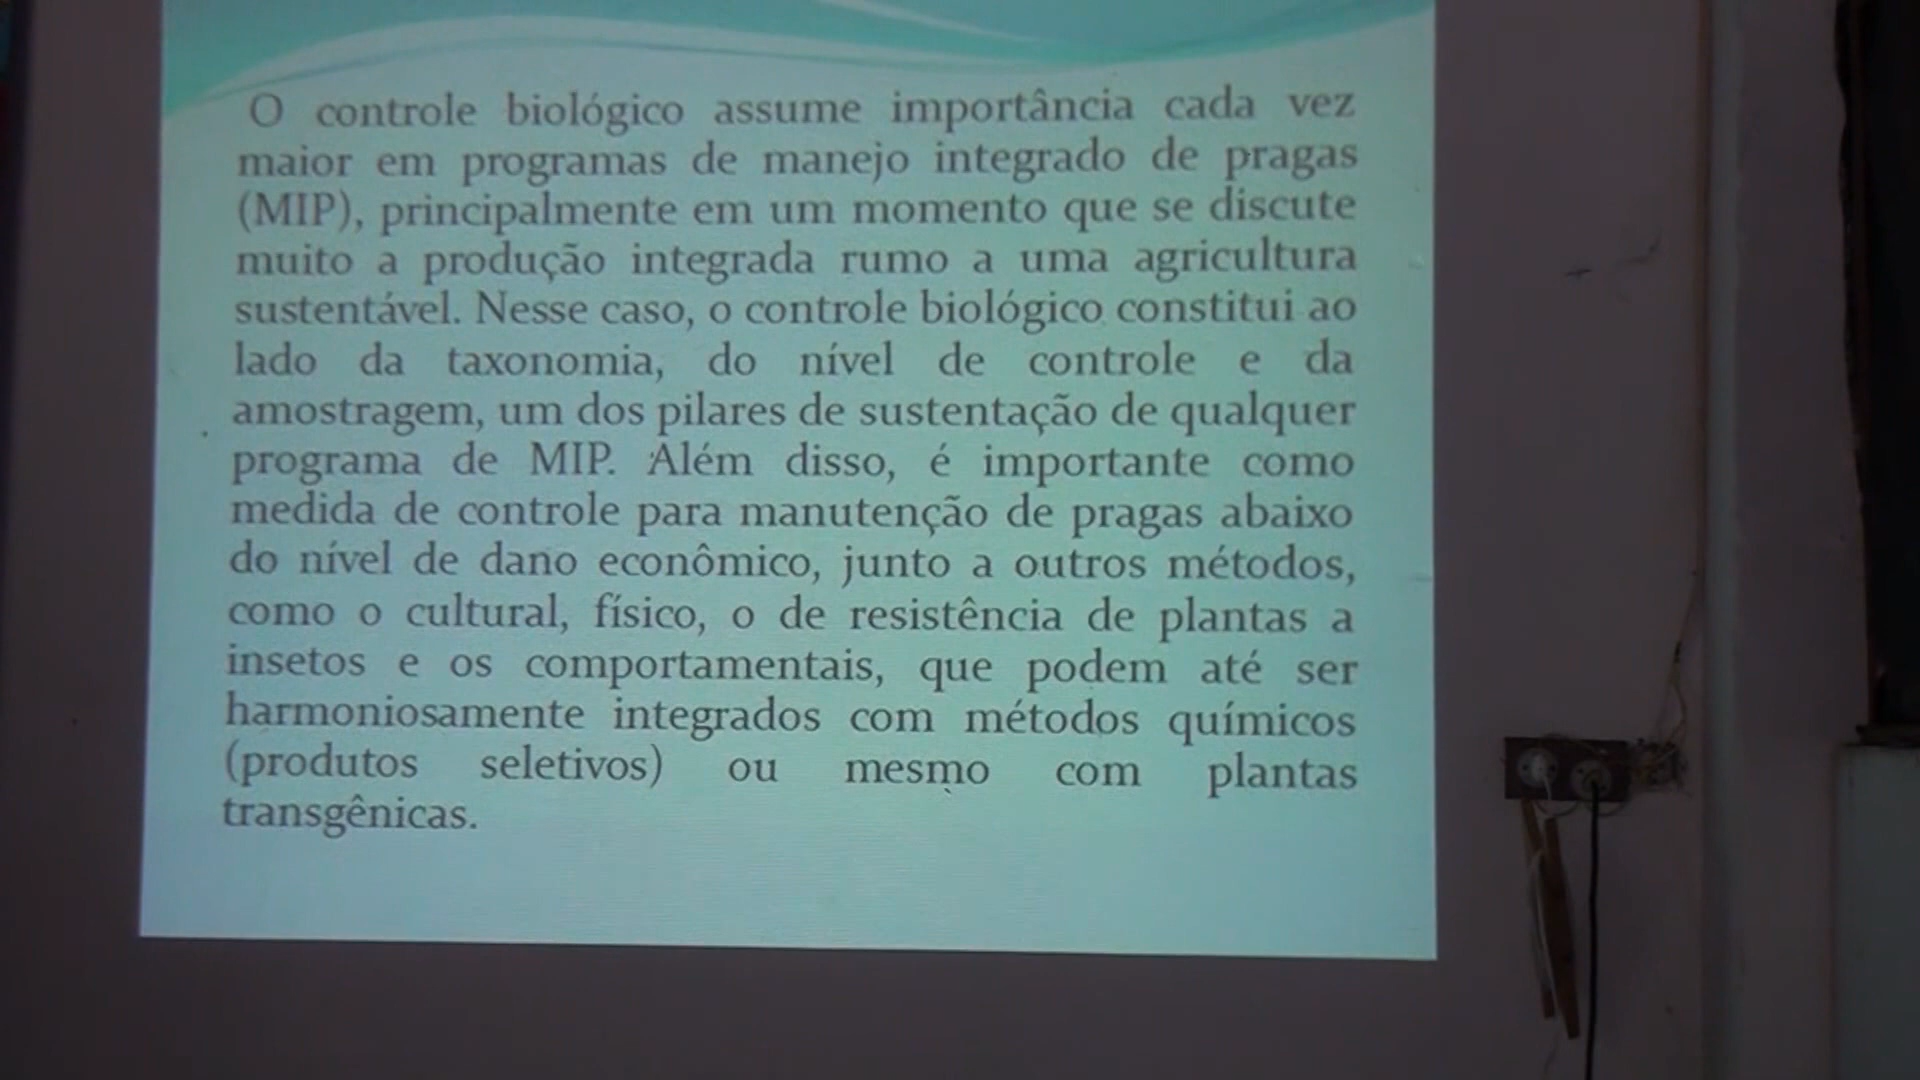 O controle biológico assume importância cada vez
maior em programas de manejo integrado de pragas
(MIP), principalmente em um momento que se discute
muito a produção integrada rumo a uma agricultura
sustentável. Nesse caso, o controle biológico constitui ao
lado da taxonomia, do nível de controle e da
amostragem, um dos pilares de sustentação de qualquer
programa de MIP. Além disso, é importante como
medida de controle para manutenção de pragas abaixo
do nível de dano econômico, junto a outros métodos,
como o cultural, físico, o de resistência de plantas a
insetos e os comportamentais, que podem até ser
harmoniosamente integrados com métodos químicos
(produtos seletivos) ou mesmo com plantas
transgênicas.